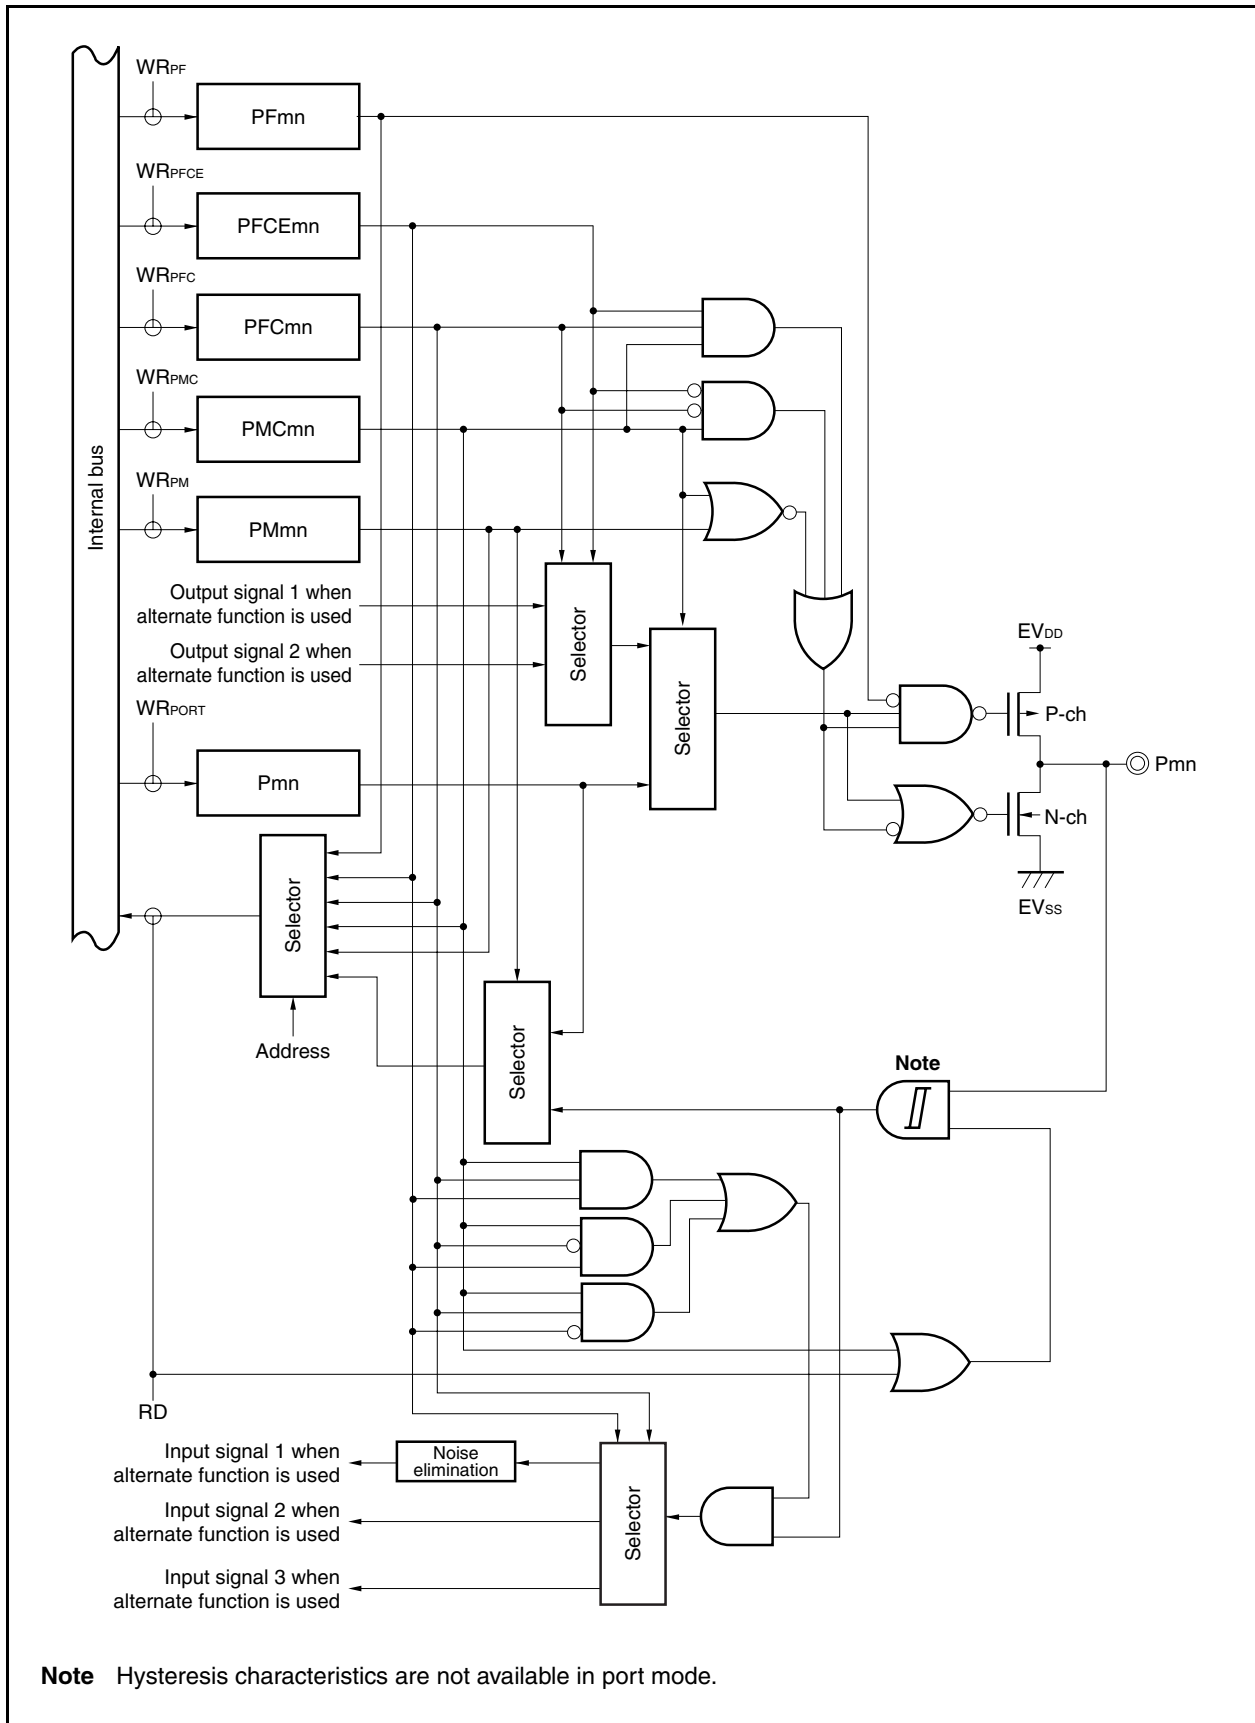 WRPF
PFmn
WRPFCE
PFCEmn
WRPFC
PFCmn
WRPMC
PMCmn
Internal bus
WRPM
PMmn
Output signal 1 when
alternate function is used
Output signal 2 when
alternate function is used
Selector
Selector
EVDD
P-ch
WRPORT
Pmn
Pmn
N-ch
EVSS
Selector
Address
Selector
Note
RD
Input signal 1 when
alternate function is used
Noise
elimination
Input signal 2 when
alternate function is used
Selector
Input signal 3 when
alternate function is used
Note Hysteresis characteristics are not available in port mode.